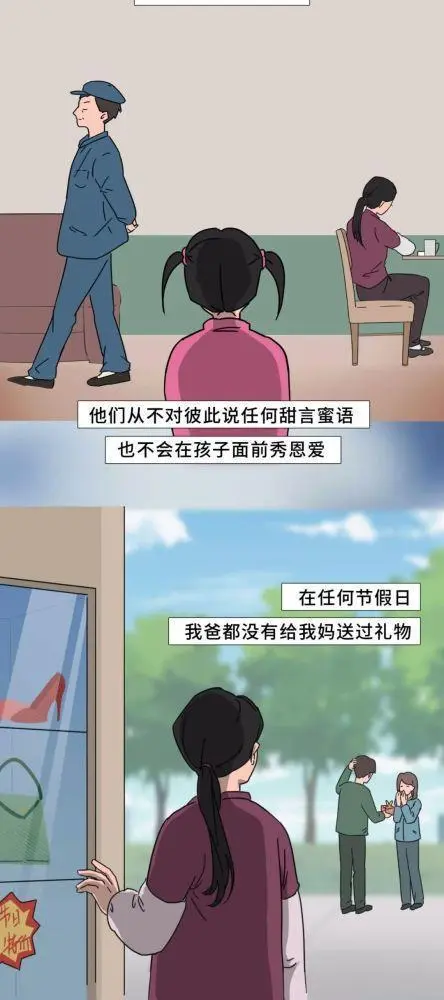 他们从不对彼此说任何甜言蜜语
也不会在孩子面前秀恩爱
在任何节假日
我爸都没有给我妈送过礼物
节日